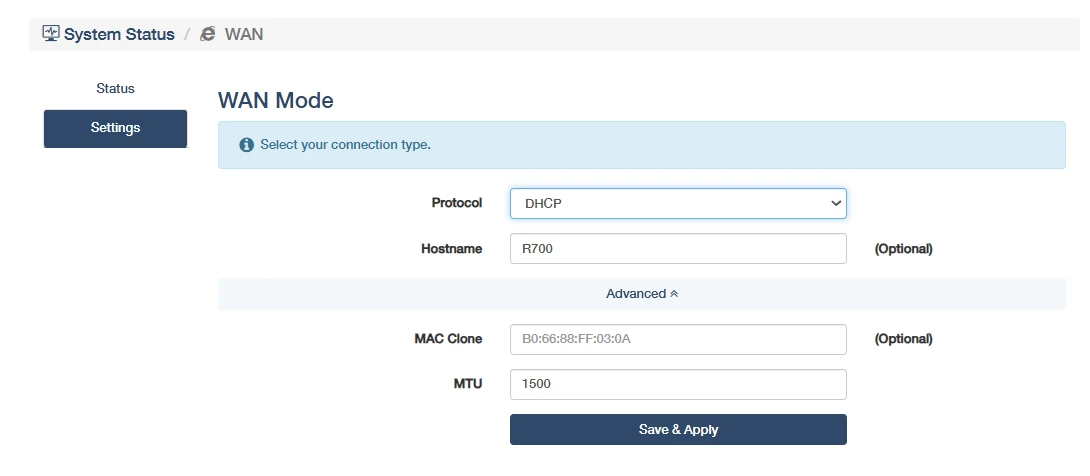 System Status / WAN
Status
Settings
WAN Mode
Select your connection type.
Protocol DHCP
Hostname R700 (Optional)
Advanced
MAC Clone B0:66:88:FF:03:0A (Optional)
MTU 1500
Save & Apply